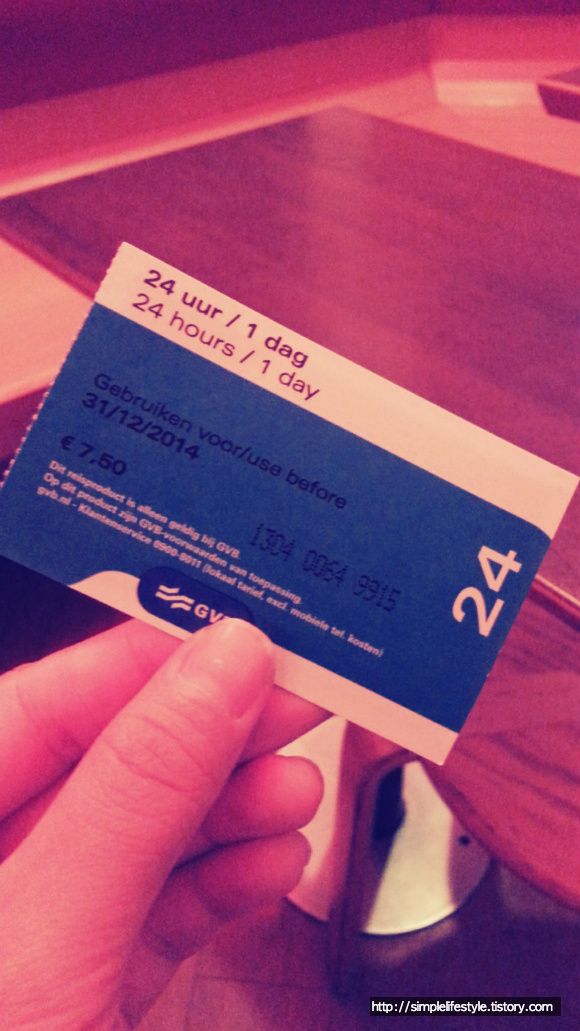 24 uur / 1 dag
24 hours / 1 day
Gebruiken voor/use before
31/12/2014
€ 7,50
Dit reisproduct is alleen geldig bij GVB.
Op dit product zijn GVB-voorwaarden van toepassing.
gvb.nl - Klantenservice 0900-8011 (lokaal tarief, excl. mobiele tel. kosten)
1304 0064 9915
24
http://simplelifestyle.tistory.com